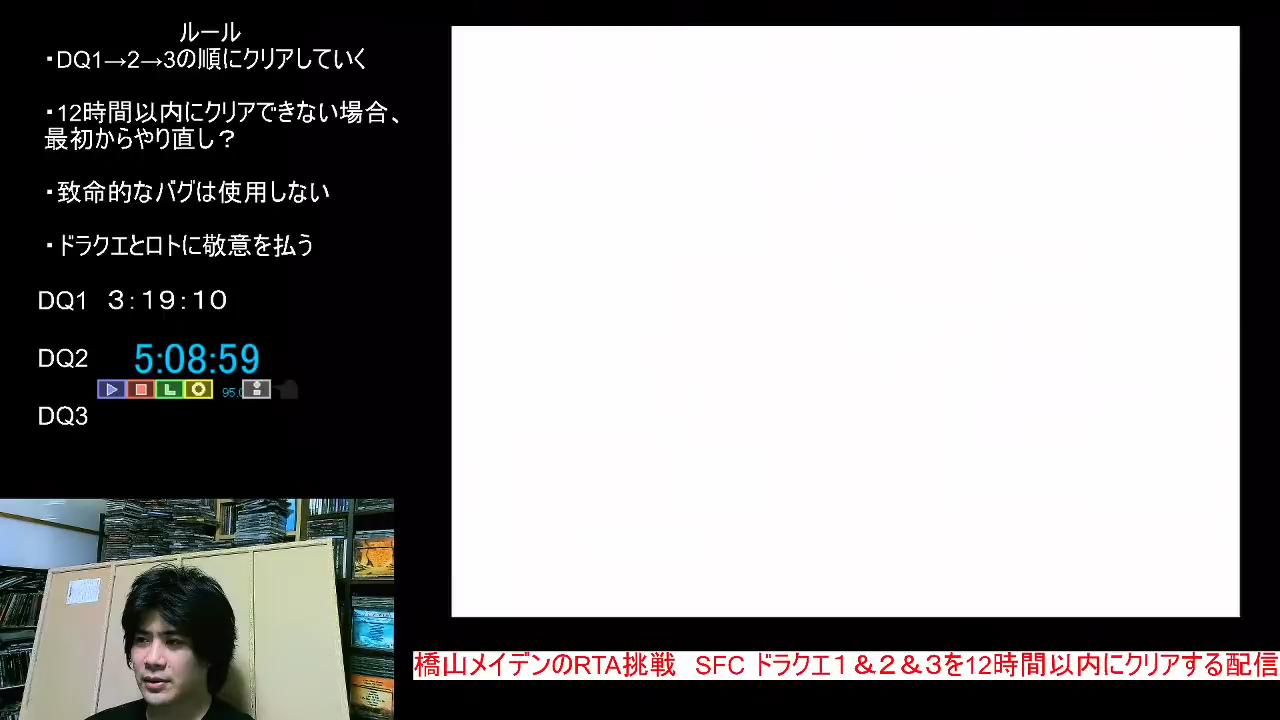 ルール
・DQ1→2→3の順にクリアしていく
・12時間以内にクリアできない場合、
最初からやり直し？
・致命的なバグは使用しない
・ドラクエとロトに敬意を払う
DQ1 3:19:10
DQ2 5:08:59
95.0
DQ3
橋山メイデンのRTA挑戦 SFC ドラクエ１＆２＆３を12時間以内にクリアする配信